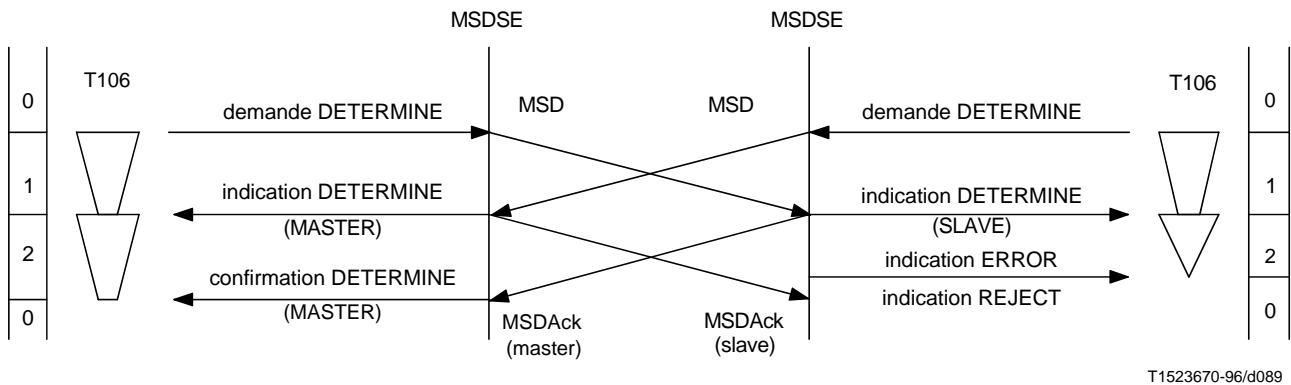 MSDSE MSDSE
T106 T106
0 demande DETERMINE MSD MSD demande DETERMINE 0
1 indication DETERMINE indication DETERMINE 1
(MASTER) (SLAVE)
2 confirmation DETERMINE indication ERROR 2
(MASTER) indication REJECT
0 0
MSDAck MSDAck
(master) (slave)
T1523670-96/d089